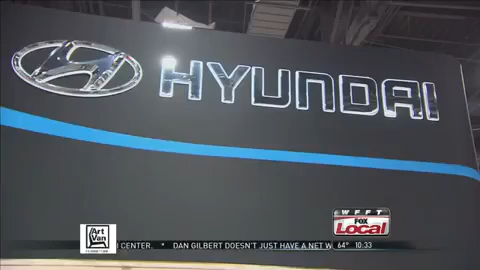 HYUNDAI
WFFT
FOX
Local
Art
Van
CENTER. * DAN GILBERT DOESN'T JUST HAVE A NET W 64° 10:33